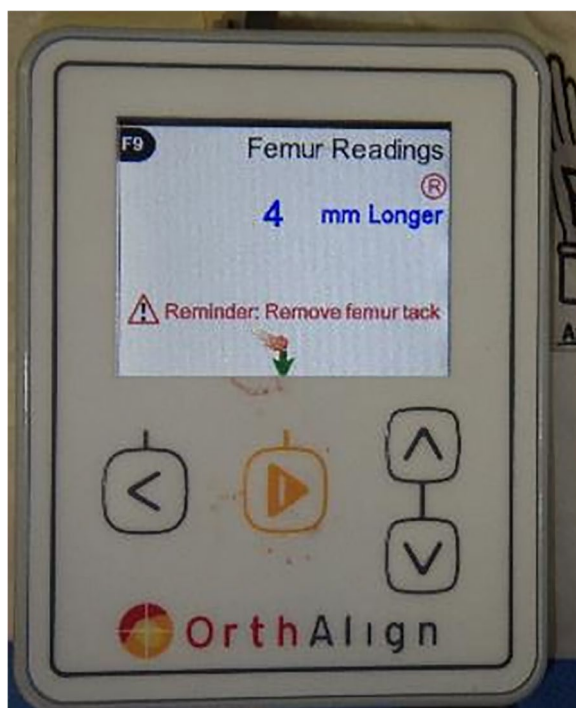 F9
Femur Readings
R
4 mm Longer
Reminder: Remove femur tack
OrthAlign
A